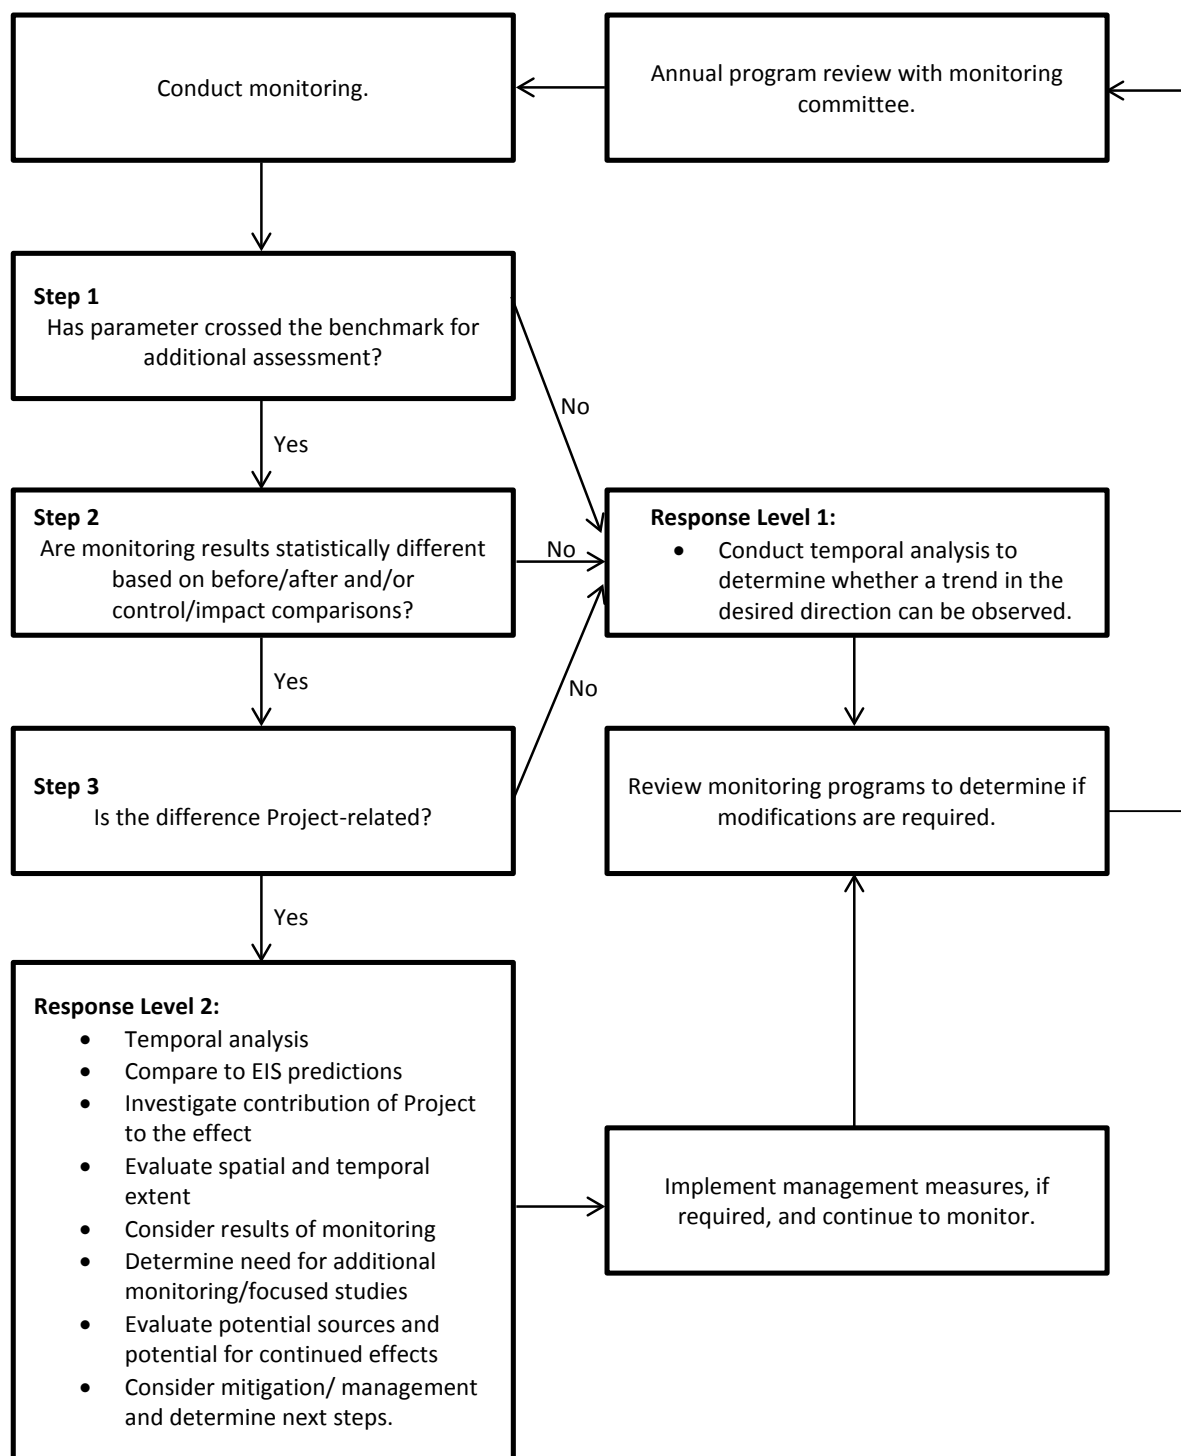 Conduct monitoring.
Annual program review with monitoring
committee.
Step 1
Has parameter crossed the benchmark for
additional assessment?
No
Yes
Step 2
Are monitoring results statistically different
based on before/after and/or
control/impact comparisons?
No
Response Level 1:
• Conduct temporal analysis to
determine whether a trend in the
desired direction can be observed.
Yes
No
Step 3
Is the difference Project-related?
Review monitoring programs to determine if
modifications are required.
Yes
Response Level 2:
• Temporal analysis
• Compare to EIS predictions
• Investigate contribution of Project
to the effect
• Evaluate spatial and temporal
extent
• Consider results of monitoring
• Determine need for additional
monitoring/focused studies
• Evaluate potential sources and
potential for continued effects
• Consider mitigation/ management
and determine next steps.
Implement management measures, if
required, and continue to monitor.